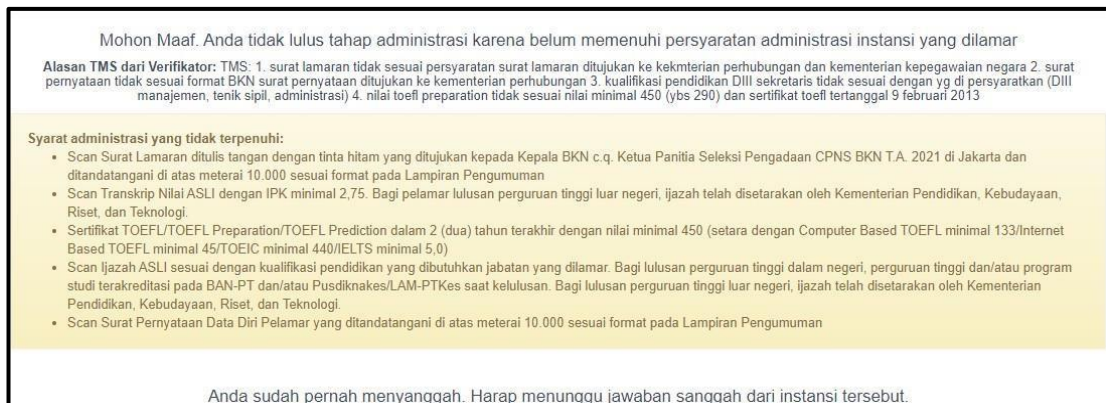 Mohon Maaf. Anda tidak lulus tahap administrasi karena belum memenuhi persyaratan administrasi instansi yang dilamar
Alasan TMS dari Verifikator: TMS: 1. surat lamaran tidak sesuai persyaratan surat lamaran ditujukan ke kekmterian perhubungan dan kementerian kepegawaian negara 2. surat
pernyataan tidak sesuai format BKN surat pernyataan ditujukan ke kementerian perhubungan 3. kualifikasi pendidikan DIII sekretaris tidak sesuai dengan yg di persyaratkan (DIII
manajemen, tenik sipil, administrasi) 4. nilai toefl preparation tidak sesuai nilai minimal 450 (ybs 290) dan sertifikat toefl tertanggal 9 februari 2013
Syarat administrasi yang tidak terpenuhi:
• Scan Surat Lamaran ditulis tangan dengan tinta hitam yang ditujukan kepada Kepala BKN c.q. Ketua Panitia Seleksi Pengadaan CPNS BKN T.A. 2021 di Jakarta dan
ditandatangani di atas meterai 10.000 sesuai format pada Lampiran Pengumuman
• Scan Transkrip Nilai ASLI dengan IPK minimal 2,75. Bagi pelamar lulusan perguruan tinggi luar negeri, ijazah telah disetarakan oleh Kementerian Pendidikan, Kebudayaan,
Riset, dan Teknologi.
• Sertifikat TOEFL/TOEFL Preparation/TOEFL Prediction dalam 2 (dua) tahun terakhir dengan nilai minimal 450 (setara dengan Computer Based TOEFL minimal 133/Internet
Based TOEFL minimal 45/TOEIC minimal 440/IELTS minimal 5,0)
• Scan Ijazah ASLI sesuai dengan kualifikasi pendidikan yang dibutuhkan jabatan yang dilamar. Bagi lulusan perguruan tinggi dalam negeri, perguruan tinggi dan/atau program
studi terakreditasi pada BAN-PT dan/atau Pusdiknakes/LAM-PTKes saat kelulusan. Bagi lulusan perguruan tinggi luar negeri, ijazah telah disetarakan oleh Kementerian
Pendidikan, Kebudayaan, Riset, dan Teknologi.
• Scan Surat Pernyataan Data Diri Pelamar yang ditandatangani di atas meterai 10.000 sesuai format pada Lampiran Pengumuman
Anda sudah pernah menyanggah. Harap menunggu jawaban sanggah dari instansi tersebut.